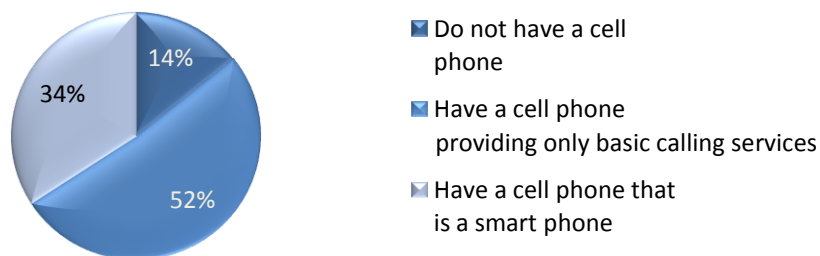 14%
34%
52%
Do not have a cell
phone
Have a cell phone
providing only basic calling services
Have a cell phone that
is a smart phone